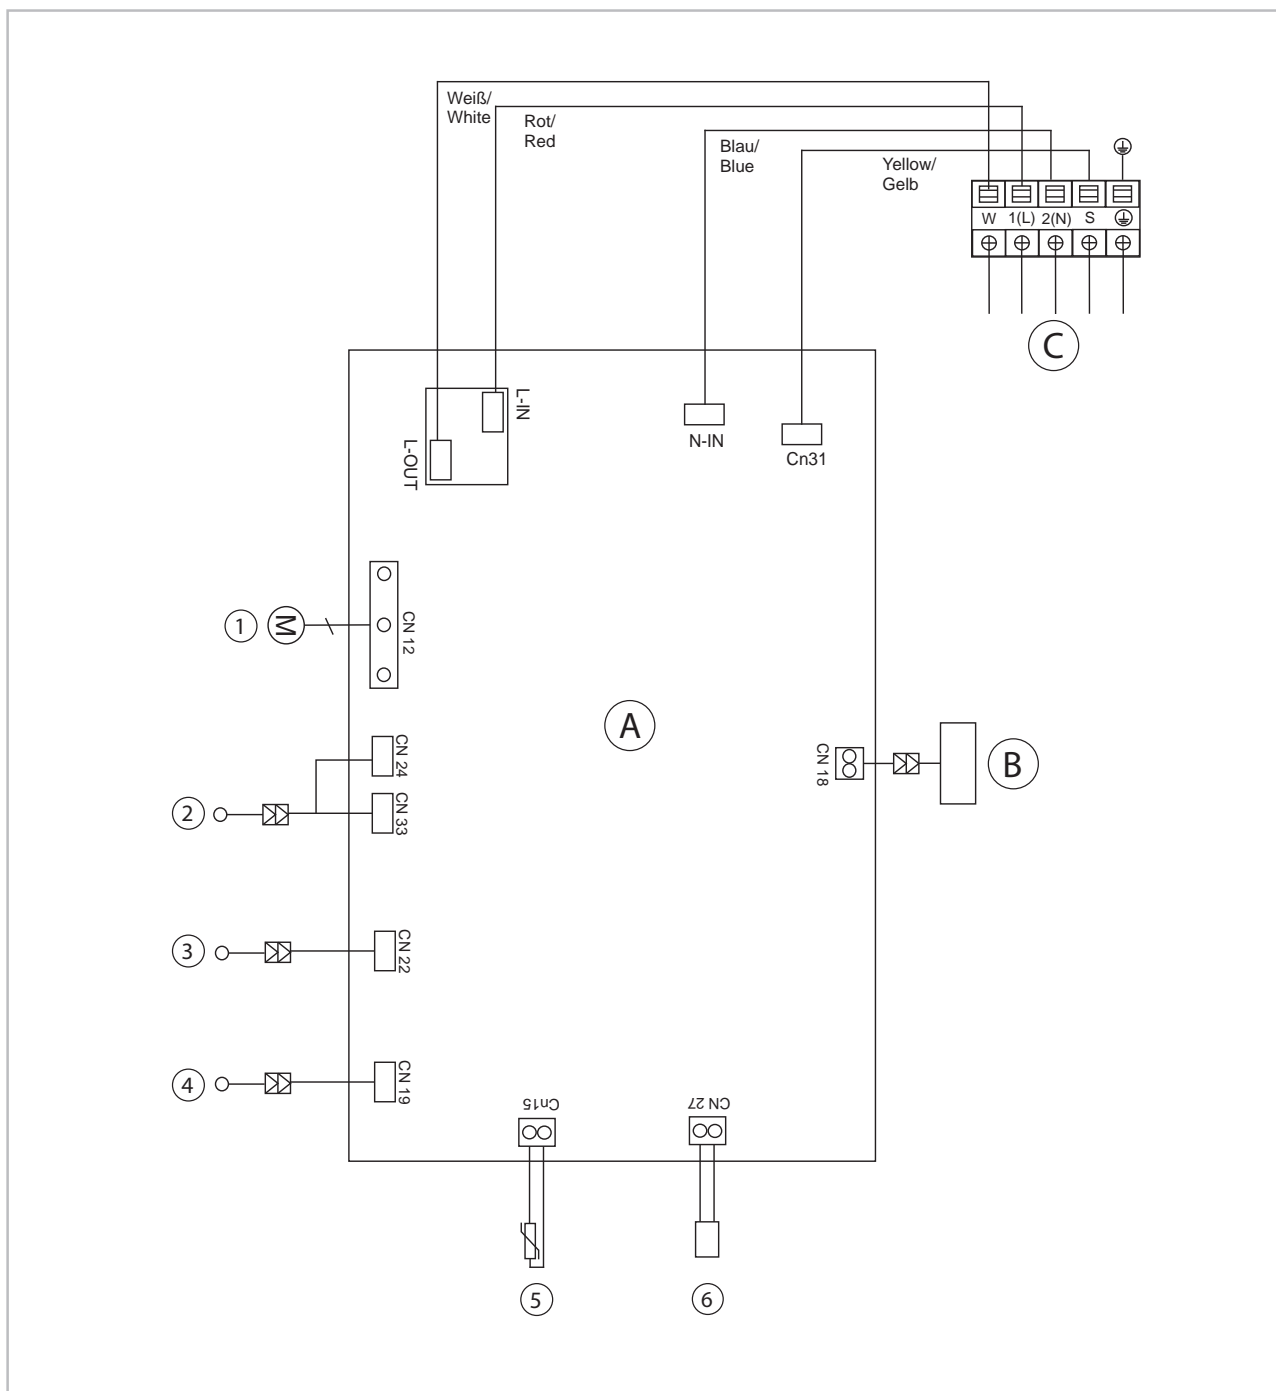 Weiß/
White
Rot/
Red
Blau/
Blue
Yellow/
Gelb
W 1(L) 2(N) S
C
L-IN
L-OUT
N-IN
Cn31
1
M
CN 12
A
CN 24
CN 18
B
2
CN 33
3
CN 22
4
CN 19
Cn15
CN 27
5
6